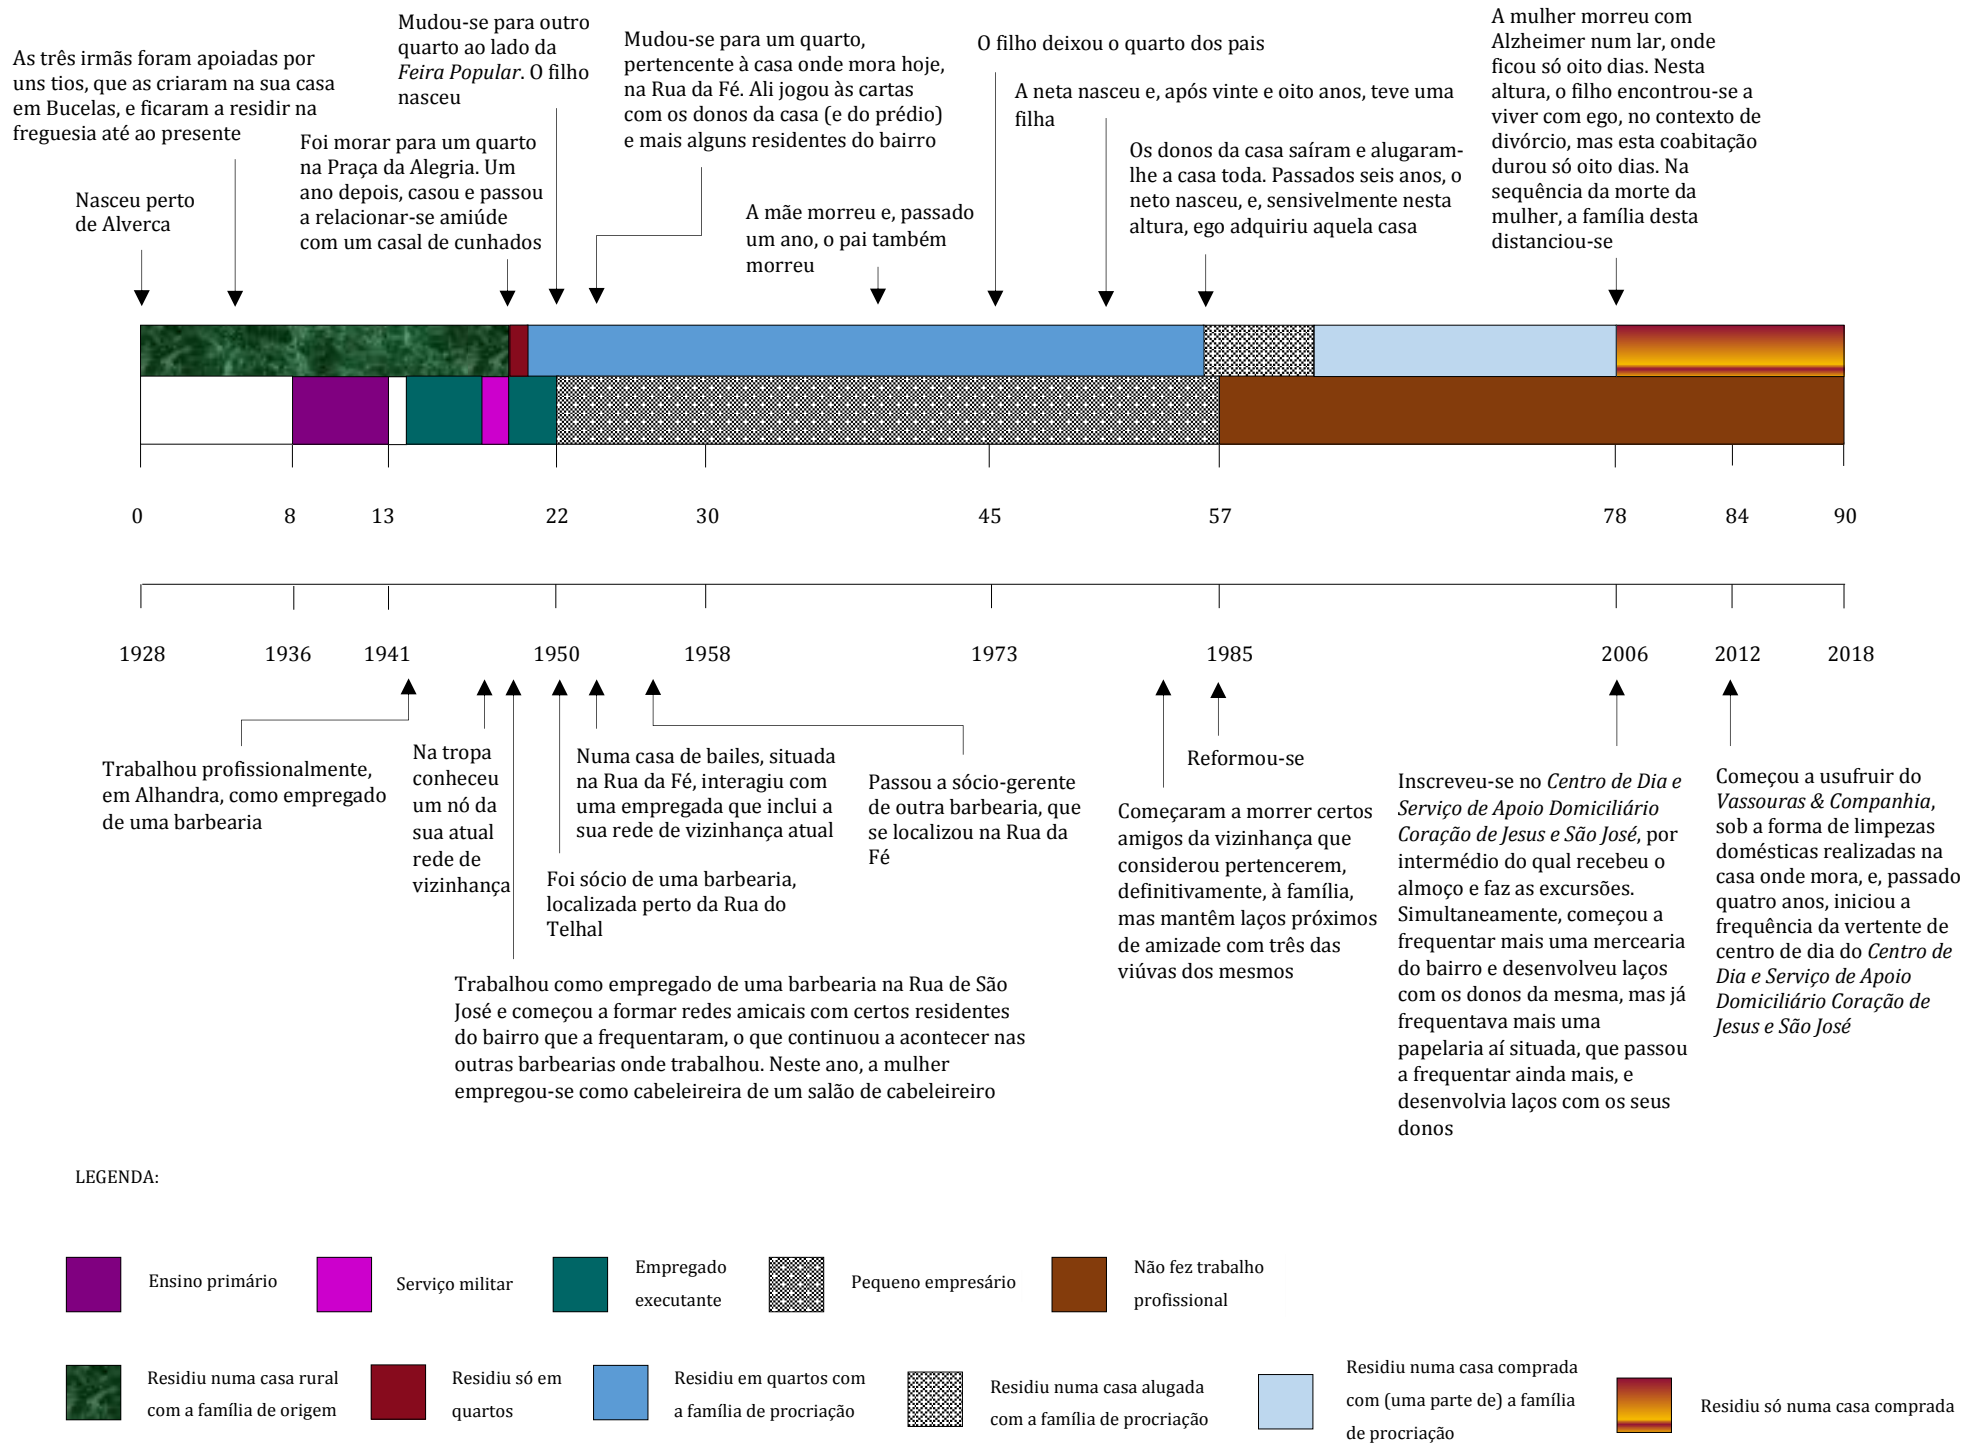 As três irmãs foram apoiadas por
uns tios, que as criaram na sua casa
em Bucelas, e ficaram a residir na
freguesia até ao presente
Nasceu perto
de Alverca
Mudou-se para outro
quarto ao lado da
Feira Popular. O filho
nasceu
Foi morar para um quarto
na Praça da Alegria. Um
ano depois, casou e passou
a relacionar-se amiúde
com um casal de cunhados
Mudou-se para um quarto,
pertencente à casa onde mora hoje,
na Rua da Fé. Ali jogou às cartas
com os donos da casa (e do prédio)
e mais alguns residentes do bairro
A mãe morreu e, passado
um ano, o pai também
morreu
O filho deixou o quarto dos pais
A neta nasceu e, após vinte e oito anos, teve uma
filha
Os donos da casa saíram e alugaram-
lhe a casa toda. Passados seis anos, o
neto nasceu, e, sensivelmente nesta
altura, ego adquiriu aquela casa
A mulher morreu com
Alzheimer num lar, onde
ficou só oito dias. Nesta
altura, o filho encontrou-se a
viver com ego, no contexto de
divórcio, mas esta coabitação
durou só oito dias. Na
sequência da morte da
mulher, a família desta
distanciou-se
0 8 13 22 30 45 57 78 84 90
1928 1936 1941 1950 1958 1973 1985 2006 2012 2018
Trabalhou profissionalmente,
em Alhandra, como empregado
de uma barbearia
Na tropa
conheceu
um nó da
sua atual
rede de
vizinhança
Numa casa de bailes, situada
na Rua da Fé, interagiu com
uma empregada que inclui a
sua rede de vizinhança atual
Foi sócio de uma barbearia,
localizada perto da Rua do
Telhal
Trabalhou como empregado de uma barbearia na Rua de São
José e começou a formar redes amicais com certos residentes
do bairro que a frequentaram, o que continuou a acontecer nas
outras barbearias onde trabalhou. Neste ano, a mulher
empregou-se como cabeleireira de um salão de cabeleireiro
Passou a sócio-gerente
de outra barbearia, que
se localizou na Rua da
Fé
Começaram a morrer certos
amigos da vizinhança que
considerou pertencerem,
definitivamente, à família,
mas mantêm laços próximos
de amizade com três das
viúvas dos mesmos
Reformou-se
Inscreveu-se no Centro de Dia e
Serviço de Apoio Domiciliário
Coração de Jesus e São José, por
intermédio do qual recebeu o
almoço e faz as excursões.
Simultaneamente, começou a
frequentar mais uma mercearia
do bairro e desenvolveu laços
com os donos da mesma, mas já
frequentava mais uma
papelaria aí situada, que passou
a frequentar ainda mais, e
desenvolvia laços com os seus
donos
Começou a usufruir do
Vassouras & Companhia,
sob a forma de limpezas
domésticas realizadas na
casa onde mora, e, passado
quatro anos, iniciou a
frequência da vertente de
centro de dia do Centro de
Dia e Serviço de Apoio
Domiciliário Coração de
Jesus e São José
LEGENDA:
Ensino primário
Serviço militar
Empregado
executante
Pequeno empresário
Não fez trabalho
profissional
Residiu numa casa rural
com a família de origem
Residiu só em
quartos
Residiu em quartos com
a família de procriação
Residiu numa casa alugada
com a família de procriação
Residiu numa casa comprada
com (uma parte de) a família
de procriação
Residiu só numa casa comprada